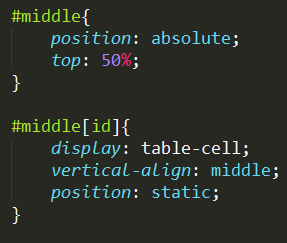 #middle{
position: absolute;
top: 50%;
}
#middle[id]{
display: table-cell;
vertical-align: middle;
position: static;
}